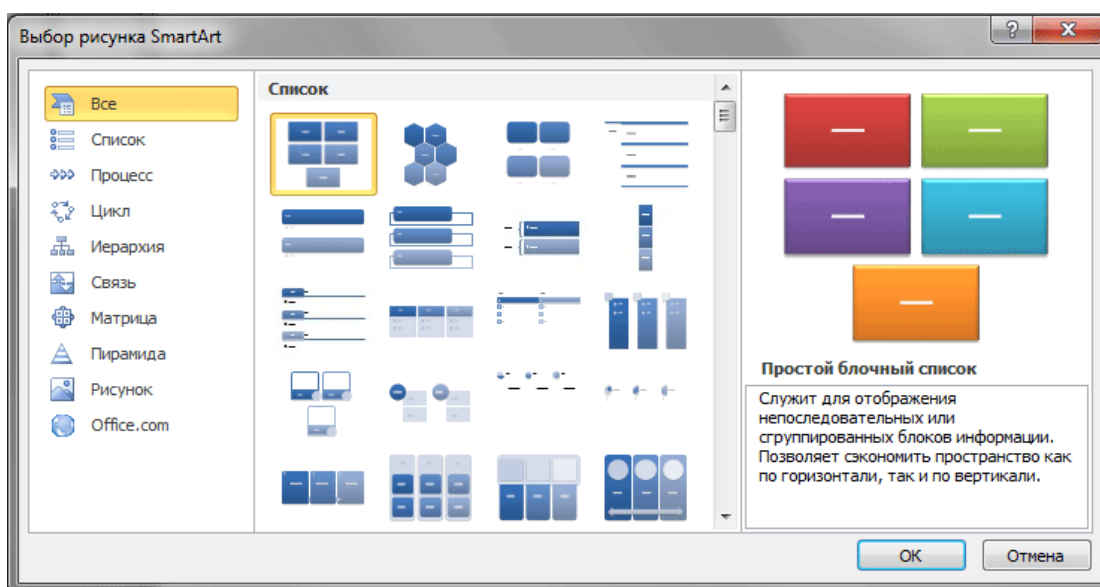 Выбор рисунка SmartArt
Все
Список
Процесс
Цикл
Иерархия
Связь
Матрица
Пирамида
Рисунок
Office.com
Список
Простой блочный список
Служит для отображения
непоследовательных или
сгруппированных блоков информации.
Позволяет сэкономить пространство как
по горизонтали, так и по вертикали.
ОК
Отмена